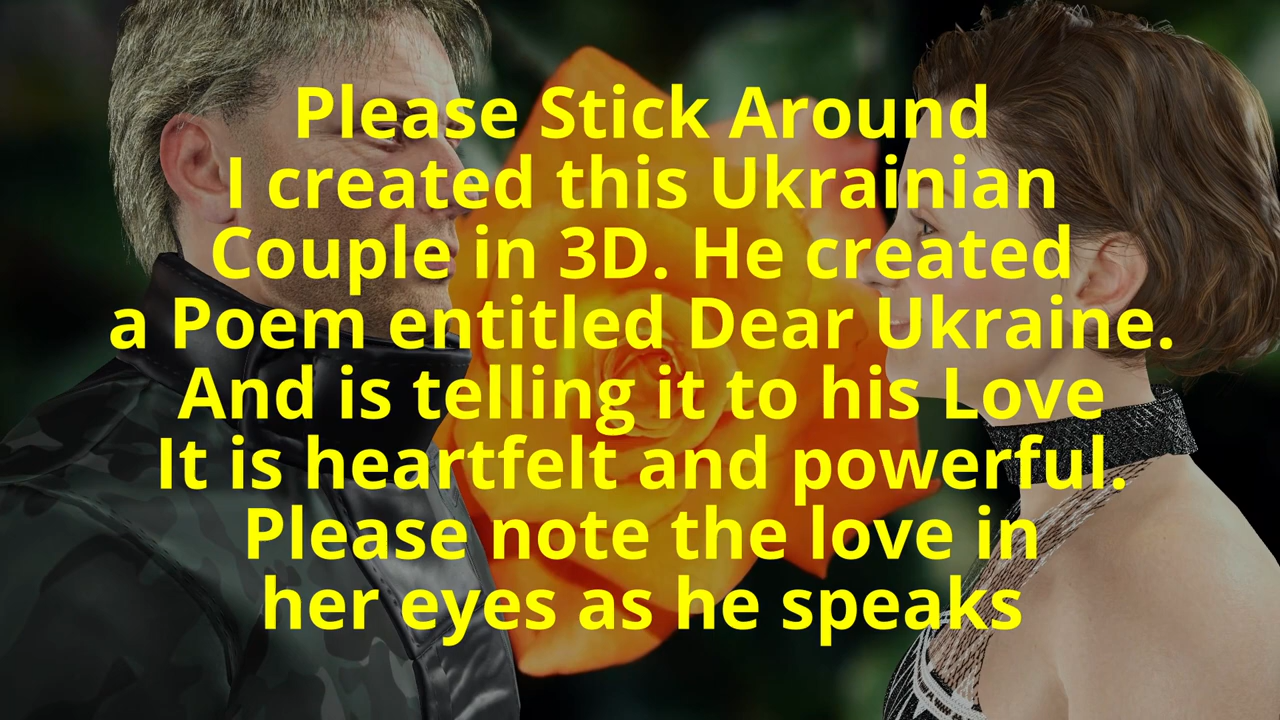 Please Stick Around
I created this Ukrainian
Couple in 3D. He created
a Poem entitled Dear Ukraine.
And is telling it to his Love
It is heartfelt and powerful.
Please note the love in
her eyes as he speaks